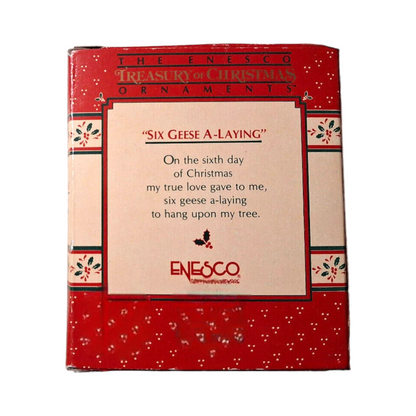 THE ENESCO
TREASURY OF CHRISTMAS
ORNAMENTS
"SIX GEESE A-LAYING"
On the sixth day
of Christmas
my true love gave to me,
six geese a-laying
to hang upon my tree.
ENESCO